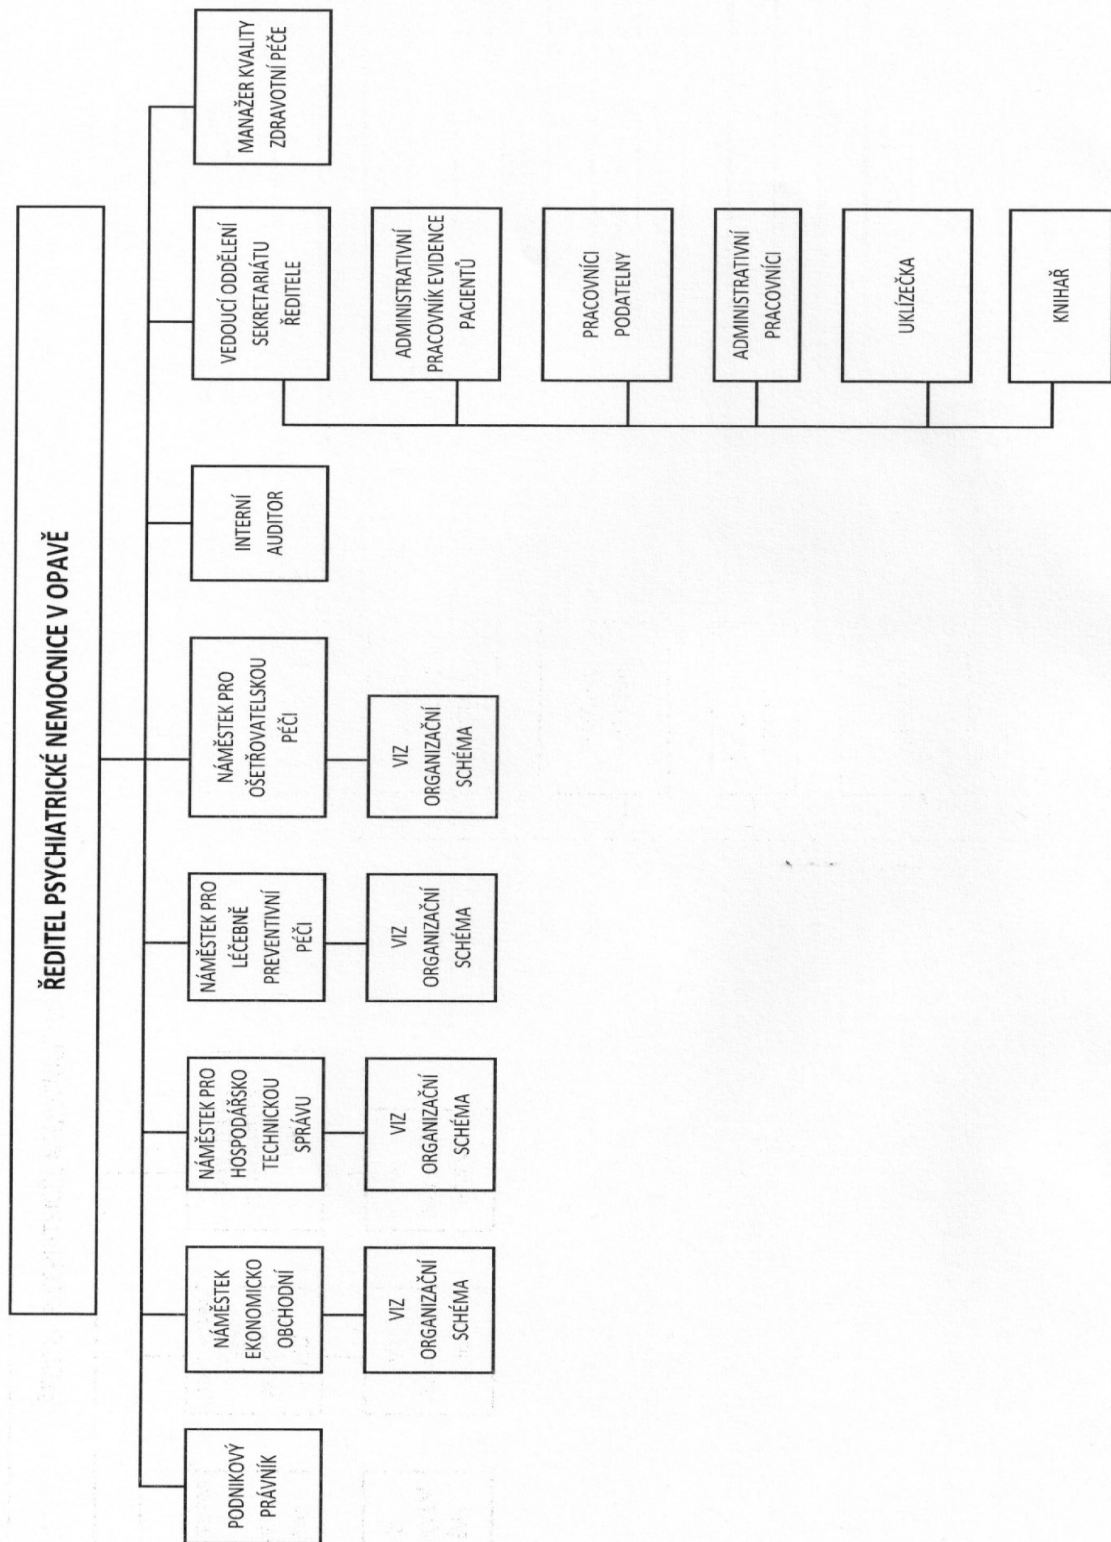 ŘEDITEL PSYCHIATRICKÉ NEMOCNICE V OPAVĚ
PODNIKOVÝ
PRÁVNÍK
NÁMĚSTEK
EKONOMICKO
OBCHODNÍ
VIZ
ORGANIZAČNÍ
SCHÉMA
NÁMĚSTEK PRO
HOSPODÁŘSKO
TECHNICKOU
SPRÁVU
VIZ
ORGANIZAČNÍ
SCHÉMA
NÁMĚSTEK PRO
LÉČEBNĚ
PREVENTIVNÍ
PÉČI
VIZ
ORGANIZAČNÍ
SCHÉMA
NÁMĚSTEK PRO
OŠETŘOVATELSKOU
PÉČI
VIZ
ORGANIZAČNÍ
SCHÉMA
INTERNÍ
AUDITOR
VEDOUCÍ ODDĚLENÍ
SEKRETARIÁTU
ŘEDITELE
ADMINISTRATIVNÍ
PRACOVNÍK EVIDENCE
PACIENTŮ
PRACOVNÍCI
PODATELNY
ADMINISTRATIVNÍ
PRACOVNÍCI
UKLÍZEČKA
KNIHAŘ
MANAŽER KVALITY
ZDRAVOTNÍ PÉČE